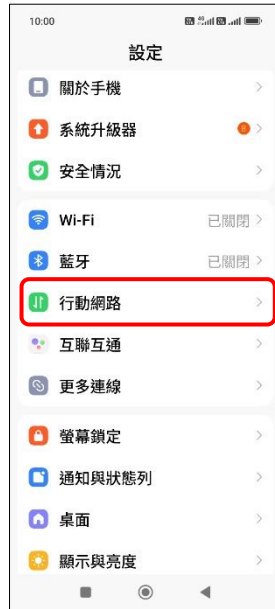 10:00
設定
關於手機
系統升級器
安全情況
Wi-Fi 已關閉
藍牙 已關閉
行動網路
互聯互通
更多連線
螢幕鎖定
通知與狀態列
桌面
顯示與亮度